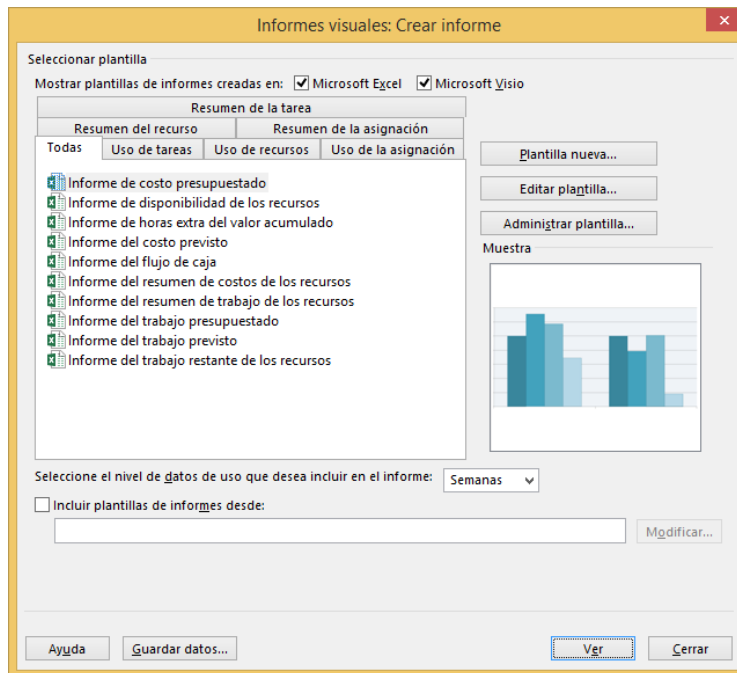 Informes visuales: Crear informe
Seleccionar plantilla
Mostrar plantillas de informes creadas en: Microsoft Excel Microsoft Visio
Resumen de la tarea
Resumen del recurso Resumen de la asignación
Todas Uso de tareas Uso de recursos Uso de la asignación
Informe de costo presupuestado
Informe de disponibilidad de los recursos
Informe de horas extra del valor acumulado
Informe del costo previsto
Informe del flujo de caja
Informe del resumen de costos de los recursos
Informe del resumen de trabajo de los recursos
Informe del trabajo presupuestado
Informe del trabajo previsto
Informe del trabajo restante de los recursos
Plantilla nueva...
Editar plantilla...
Administrar plantilla...
Muestra
Seleccione el nivel de datos de uso que desea incluir en el informe: Semanas
Incluir plantillas de informes desde:
Modificar...
Ayuda Guardar datos... Ver Cerrar